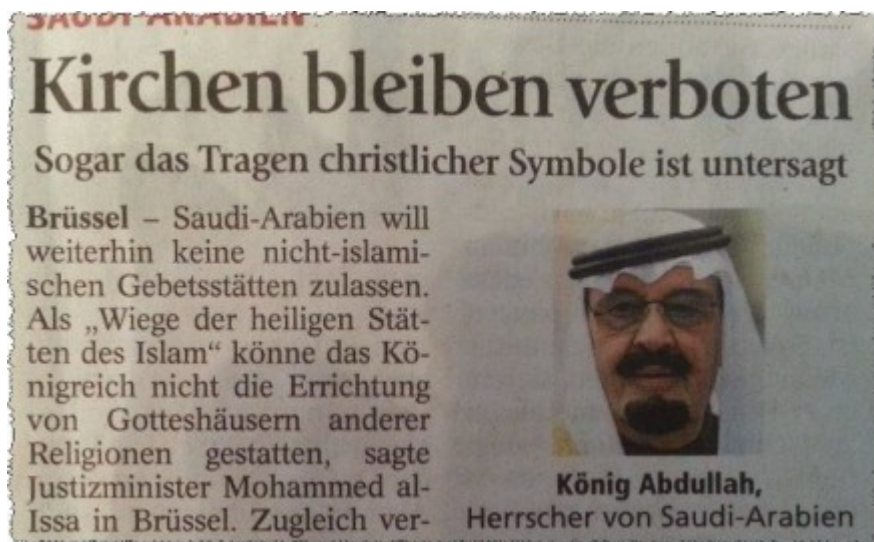 SAUDI-ARABIEN
Kirchen bleiben verboten
Sogar das Tragen christlicher Symbole ist untersagt
Brüssel – Saudi-Arabien will
weiterhin keine nicht-islami-
schen Gebetsstätten zulassen.
Als „Wiege der heiligen Stät-
ten des Islam“ könne das Kö-
nigreich nicht die Errichtung
von Gotteshäusern anderer
Religionen gestatten, sagte
Justizminister Mohammed al-
Issa in Brüssel. Zugleich ver-
König Abdullah,
Herrscher von Saudi-Arabien